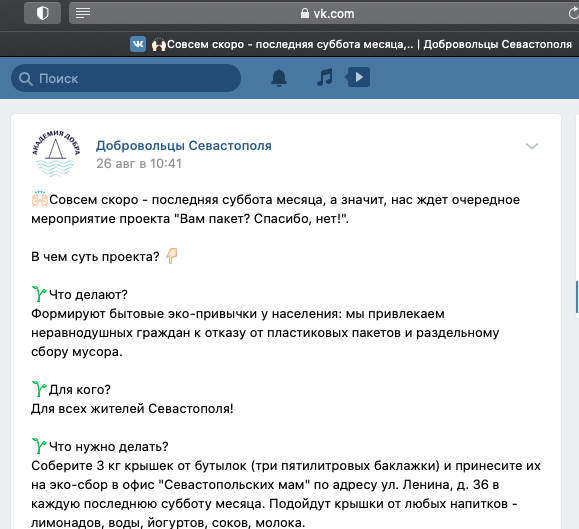 vk.com
Совсем скоро - последняя суббота месяца,.. | Добровольцы Севастополя
Поиск
АКАДЕМИЯ ДОБРА
Добровольцы Севастополя
26 авг в 10:41
🙌🏻Совсем скоро - последняя суббота месяца, а значит, нас ждет очередное
мероприятие проекта "Вам пакет? Спасибо, нет!".
В чем суть проекта? 👇🏻
Что делают?
Формируют бытовые эко-привычки у населения: мы привлекаем
неравнодушных граждан к отказу от пластиковых пакетов и раздельному
сбору мусора.
Для кого?
Для всех жителей Севастополя!
Что нужно делать?
Соберите 3 кг крышек от бутылок (три пятилитровых баклажки) и принесите их
на эко-сбор в офис "Севастопольских мам" по адресу ул. Ленина, д. 36 в
каждую последнюю субботу месяца. Подойдут крышки от любых напитков -
лимонадов, воды, йогуртов, соков, молока.